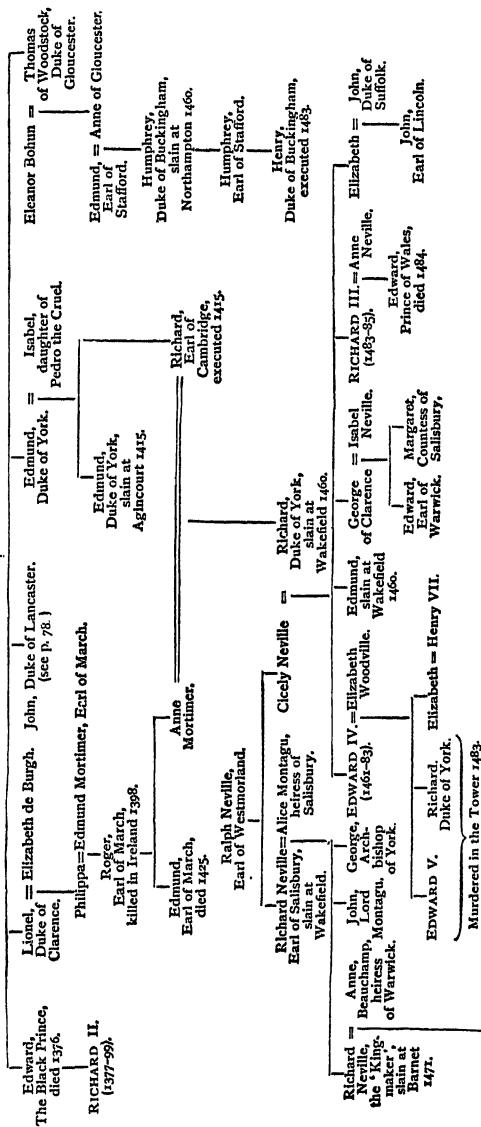 Edward,
The Black Prince,
died 1376.
RICHARD II.
(1377-99).
Lionel, = Elizabeth de Burgh.
Duke of
Clarence.
John, Duke of Lancaster.
(see p. 78.)
Edmund, = Isabel,
Duke of York. daughter of
Pedro the Cruel.
Eleanor Bohun = Thomas
of Woodstock,
Duke of
Gloucester.
Philippa=Edmund Mortimer, Earl of March.
Roger,
Earl of March,
killed in Ireland 1398.
Edmund,
Earl of March,
died 1425.
Anne
Mortimer.
Edmund,
Duke of York,
slain at
Agincourt 1415.
Richard,
Earl of
Cambridge,
executed 1415.
Edmund, = Anne of Gloucester.
Earl of
Stafford.
Humphrey,
Duke of Buckingham,
slain at
Northampton 1460.
Humphrey,
Earl of Stafford.
Henry,
Duke of Buckingham,
executed 1483.
Ralph Neville,
Earl of Westmorland.
Richard Neville=Alice Montagu,
Earl of Salisbury, heiress of
slain at Salisbury.
Wakefield.
Cicely Neville = Richard,
Duke of York,
slain at
Wakefield 1460.
Richard = Anne,
Neville, Beauchamp,
the 'King- heiress
maker', of Warwick.
slain at
Barnet
1471.
John,
Lord
Montagu.
George,
Arch-
bishop
of York.
EDWARD IV.=Elizabeth
(1461-83). Woodville.
Edmund,
slain at
Wakefield
1460.
George = Isabel
of Clarence Neville.
RICHARD III.=Anne
(1483-85). Neville.
Elizabeth = John,
Duke of
Suffolk.
EDWARD V.
Richard,
Duke of York.
Elizabeth=Henry VII.
Murdered in the Tower 1483.
Edward,
Earl of
Warwick.
Margaret,
Countess of
Salisbury,
Edward,
Prince of Wales,
died 1484.
John,
Earl of Lincoln.